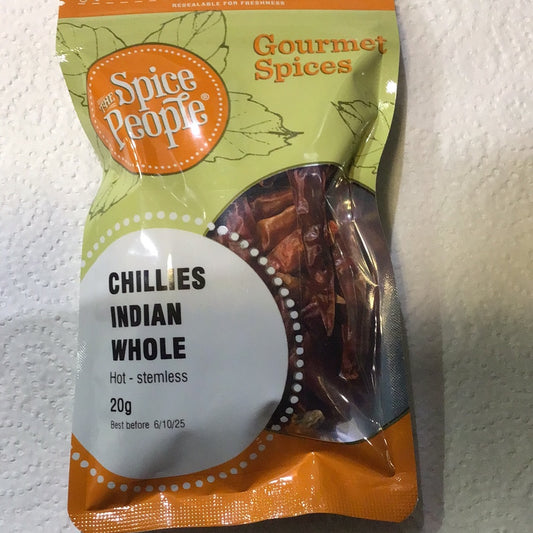 RESEALABLE FOR FRESHNESS
THE
Spice
People®
Gourmet
Spices
CHILLIES
INDIAN
WHOLE
Hot - stemless
20g
Best before 6/10/25